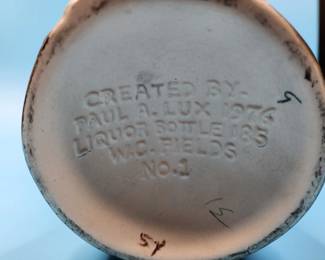 CREATED BY.
PAUL A. LUX 1976
LIQUOR BOTTLE 185
W.C. FIELDS
NO. 1